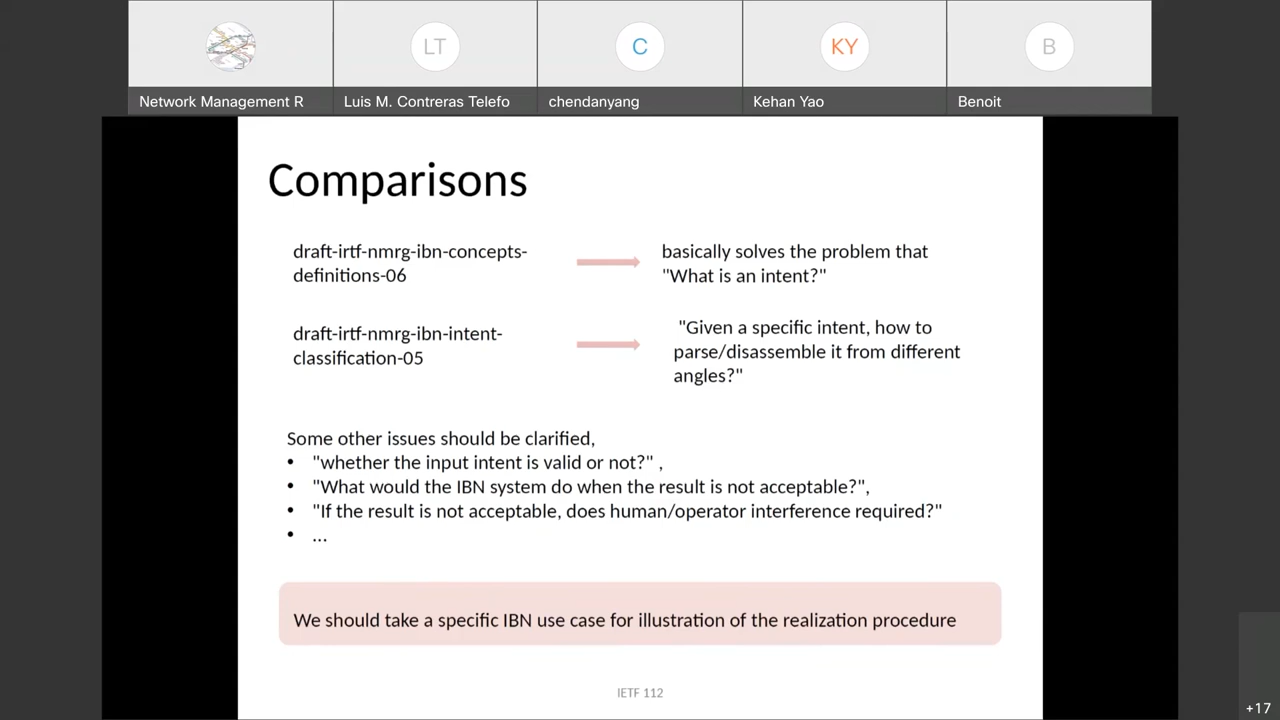 LT
C
KY
B
Network Management R
Luis M. Contreras Telefo
chendanyang
Kehan Yao
Benoit
Comparisons
draft-irtf-nmrg-ibn-concepts-
definitions-06
basically solves the problem that
"What is an intent?"
draft-irtf-nmrg-ibn-intent-
classification-05
"Given a specific intent, how to
parse/disassemble it from different
angles?"
Some other issues should be clarified,
• "whether the input intent is valid or not?" ,
• "What would the IBN system do when the result is not acceptable?",
• "If the result is not acceptable, does human/operator interference required?"
• ...
We should take a specific IBN use case for illustration of the realization procedure
IETF 112
+17